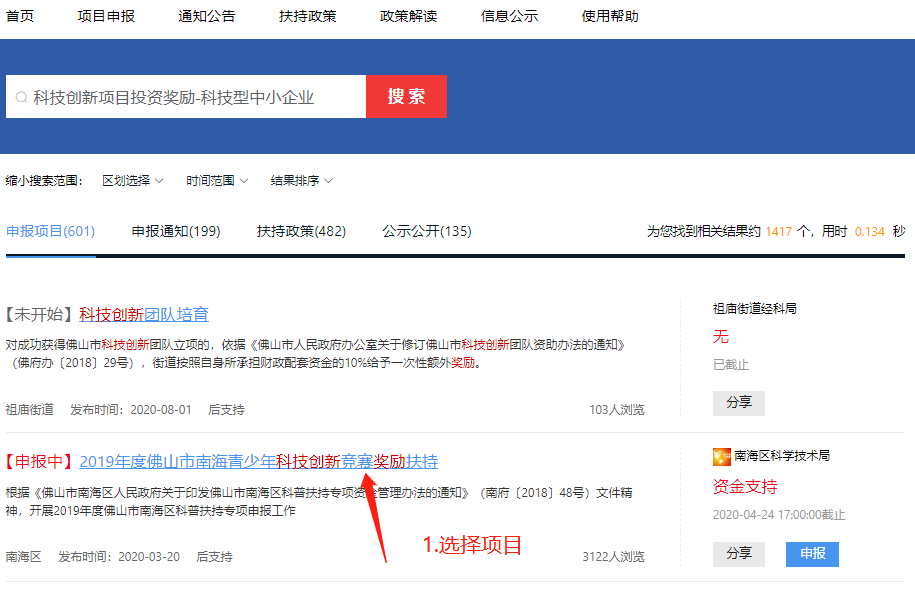 首页 项目申报 通知公告 扶持政策 政策解读 信息公示 使用帮助
科技创新项目投资奖励-科技型中小企业 搜 索
缩小搜索范围: 区划选择 时间范围 结果排序
申报项目(601) 申报通知(199) 扶持政策(482) 公示公开(135) 为您找到相关结果约 1417 个，用时 0.134 秒
【未开始】科技创新团队培育
对成功获得佛山市科技创新团队立项的，依据《佛山市人民政府办公室关于修订佛山市科技创新团队资助办法的通知》
（佛府办〔2018〕29号），街道按照自身所承担财政配套资金的10%给予一次性额外奖励。
祖庙街道 发布时间：2020-08-01 后支持 103人浏览
祖庙街道经科局
无
已截止
分享
【申报中】2019年度佛山市南海青少年科技创新竞赛奖励扶持
根据《佛山市南海区人民政府关于印发佛山市南海区科普扶持专项资金管理办法的通知》（南府〔2018〕48号）文件精
神，开展2019年度佛山市南海区科普扶持专项申报工作
1.选择项目
南海区 发布时间：2020-03-20 后支持 3122人浏览
南海区科学技术局
资金支持
2020-04-24 17:00:00截止
分享 申报